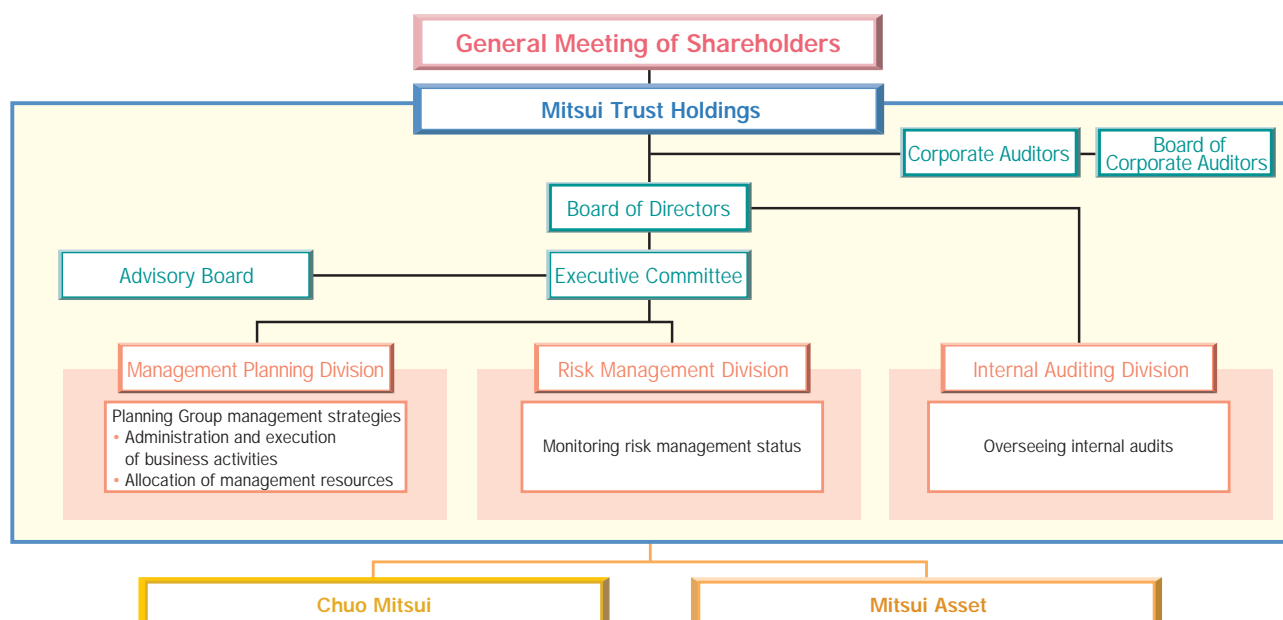 General Meeting of Shareholders
Mitsui Trust Holdings
Corporate Auditors
Board of
Corporate Auditors
Board of Directors
Advisory Board
Executive Committee
Management Planning Division
Risk Management Division
Internal Auditing Division
Planning Group management strategies
• Administration and execution
of business activities
• Allocation of management resources
Monitoring risk management status
Overseeing internal audits
Chuo Mitsui
Mitsui Asset